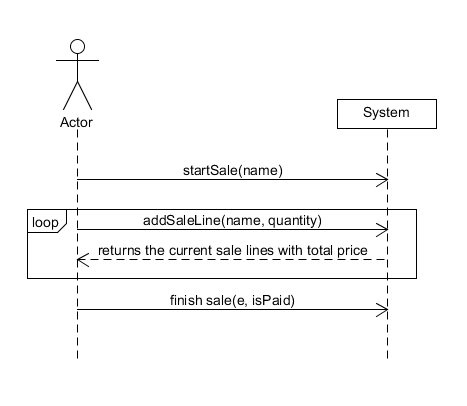 Actor
System
startSale(name)
loop
addSaleLine(name, quantity)
returns the current sale lines with total price
finish sale(e, isPaid)